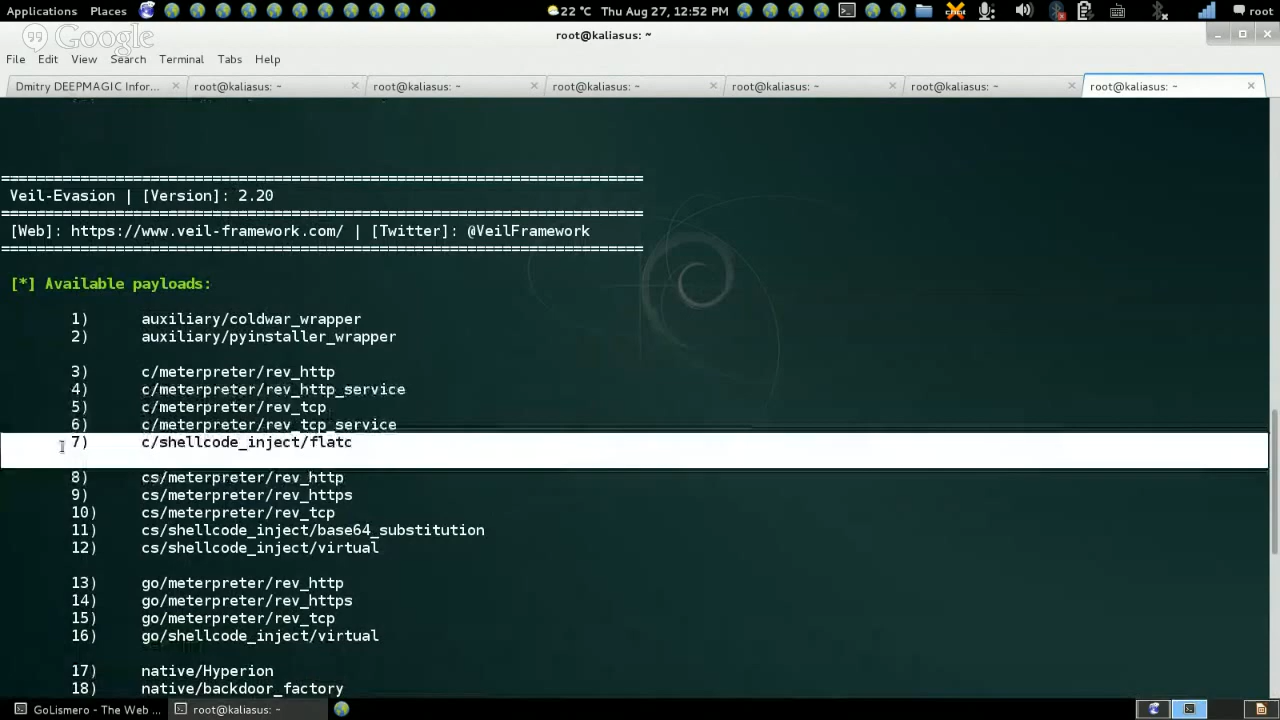 Applications Places 22 °C Thu Aug 27, 12:52 PM root
Google
root@kaliasus: ~
File Edit View Search Terminal Tabs Help
Dmitry DEEPMAGIC Infor... root@kaliasus: ~ root@kaliasus: ~ root@kaliasus: ~ root@kaliasus: ~ root@kaliasus: ~ root@kaliasus: ~
=========================================================================
Veil-Evasion | [Version]: 2.20
=========================================================================
[Web]: https://www.veil-framework.com/ | [Twitter]: @VeilFramework
=========================================================================
[*] Available payloads:
1) auxiliary/coldwar_wrapper
2) auxiliary/pyinstaller_wrapper
3) c/meterpreter/rev_http
4) c/meterpreter/rev_http_service
5) c/meterpreter/rev_tcp
6) c/meterpreter/rev_tcp_service
7) c/shellcode_inject/flatc
8) cs/meterpreter/rev_http
9) cs/meterpreter/rev_https
10) cs/meterpreter/rev_tcp
11) cs/shellcode_inject/base64_substitution
12) cs/shellcode_inject/virtual
13) go/meterpreter/rev_http
14) go/meterpreter/rev_https
15) go/meterpreter/rev_tcp
16) go/shellcode_inject/virtual
17) native/Hyperion
18) native/backdoor_factory
GoLismero - The Web ... root@kaliasus: ~